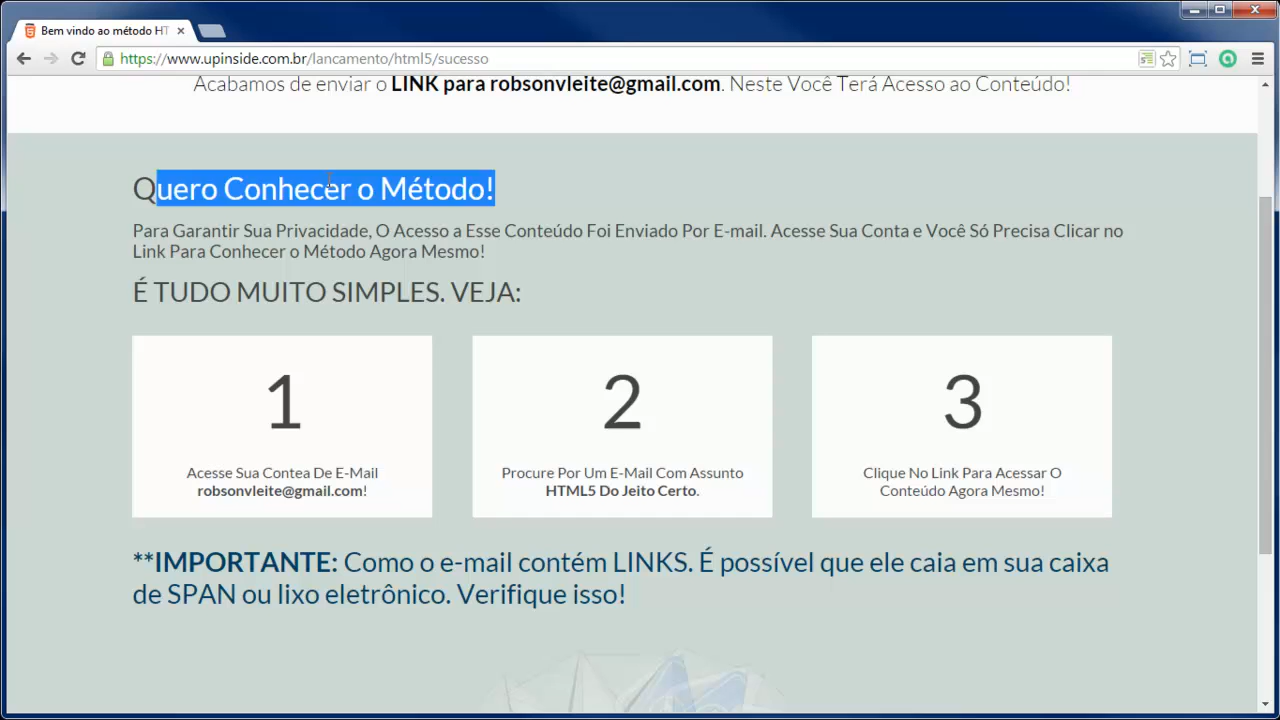 Bem vindo ao método HT
https://www.upinside.com.br/lancamento/html5/sucesso
Acabamos de enviar o LINK para robsonvleite@gmail.com. Neste Você Terá Acesso ao Conteúdo!
Quero Conhecer o Método!
Para Garantir Sua Privacidade, O Acesso a Esse Conteúdo Foi Enviado Por E-mail. Acesse Sua Conta e Você Só Precisa Clicar no
Link Para Conhecer o Método Agora Mesmo!
É TUDO MUITO SIMPLES. VEJA:
1
Acesse Sua Contea De E-Mail
robsonvleite@gmail.com!
2
Procure Por Um E-Mail Com Assunto
HTML5 Do Jeito Certo.
3
Clique No Link Para Acessar O
Conteúdo Agora Mesmo!
**IMPORTANTE: Como o e-mail contém LINKS. É possível que ele caia em sua caixa
de SPAN ou lixo eletrônico. Verifique isso!